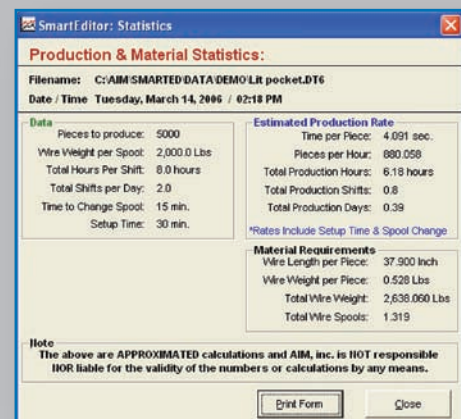 SmartEditor: Statistics
Production & Material Statistics:
Filename: C:\AIM\SMARTED\DATA\DEMO\Lit pocket.DT6
Date / Time Tuesday, March 14, 2006 / 02:18 PM
Data
Pieces to produce: 5000
Wire Weight per Spool: 2,000.0 Lbs
Total Hours Per Shift: 8.0 hours
Total Shifts per Day: 2.0
Time to Change Spool: 15 min.
Setup Time: 30 min.
Estimated Production Rate
Time per Piece: 4.091 sec.
Pieces per Hour: 880.058
Total Production Hours: 6.18 hours
Total Production Shifts: 0.8
Total Production Days: 0.39
*Rates Include Setup Time & Spool Change
Material Requirements
Wire Length per Piece: 37.900 Inch
Wire Weight per Piece: 0.528 Lbs
Total Wire Weight: 2,638.060 Lbs
Total Wire Spools: 1.319
Note
The above are APPROXIMATED calculations and AIM, inc. is NOT responsible
NOR liable for the validity of the numbers or calculations by any means.
Print Form
Close